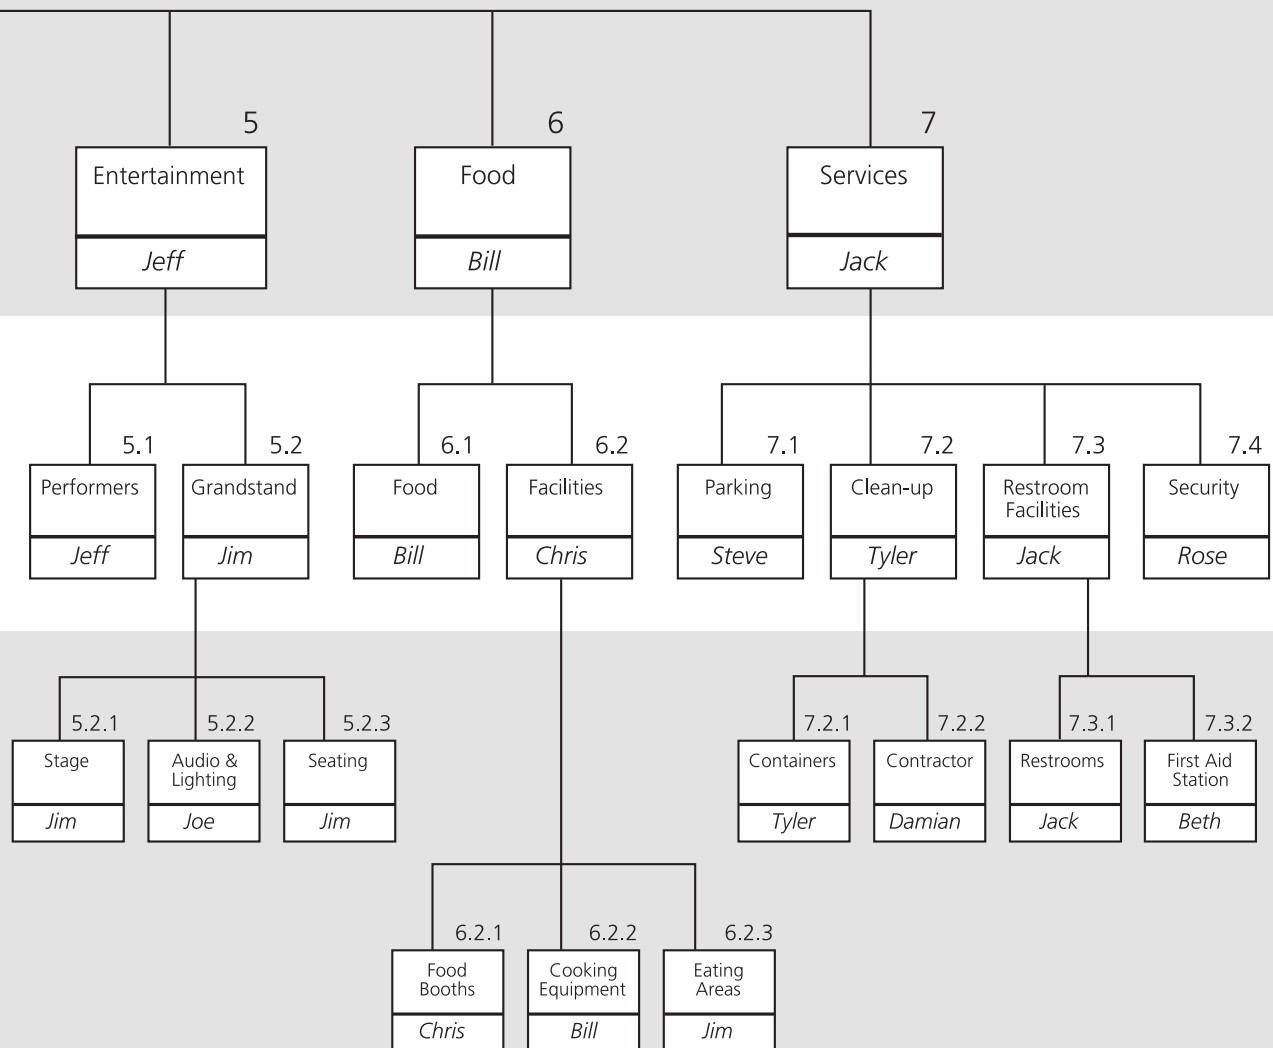 5
6
7
Entertainment
Food
Services
Jeff
Bill
Jack
5.1
5.2
6.1
6.2
7.1
7.2
7.3
7.4
Performers
Grandstand
Food
Facilities
Parking
Clean-up
Restroom
Facilities
Security
Jeff
Jim
Bill
Chris
Steve
Tyler
Jack
Rose
5.2.1
5.2.2
5.2.3
7.2.1
7.2.2
7.3.1
7.3.2
Stage
Audio &
Lighting
Seating
Containers
Contractor
Restrooms
First Aid
Station
Jim
Joe
Jim
Tyler
Damian
Jack
Beth
6.2.1
6.2.2
6.2.3
Food
Booths
Cooking
Equipment
Eating
Areas
Chris
Bill
Jim